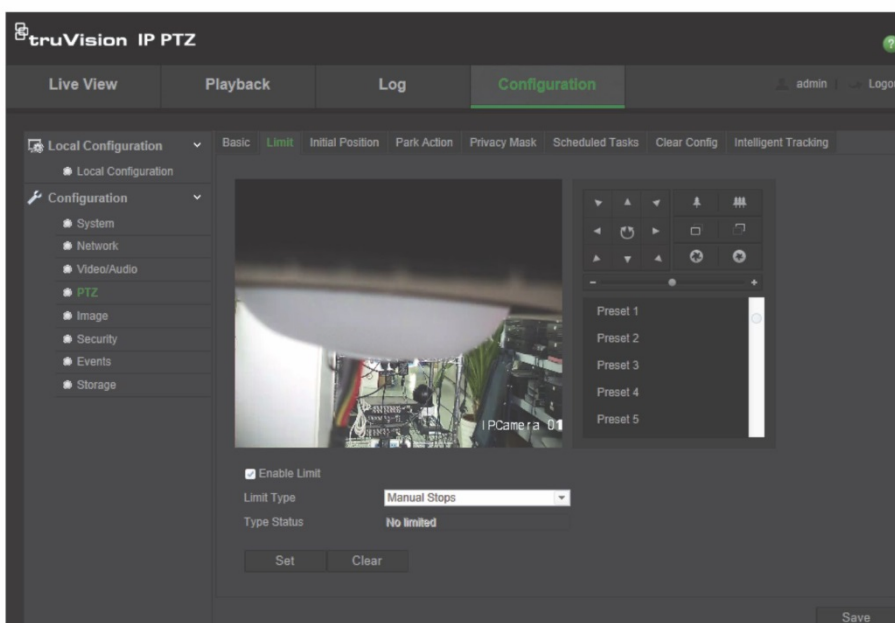 truVision IP PTZ
Live View Playback Log Configuration admin
Basic Limit Initial Position Park Action Privacy Mask Scheduled Tasks Clear Config Intelligent Tracking
Local Configuration
Local Configuration
Configuration
System
Network
Video/Audio
PTZ
Image
Security
Events
Storage
IPCamera 01
Preset 1
Preset 2
Preset 3
Preset 4
Preset 5
Enable Limit
Limit Type Manual Stops
Type Status No limited
Set Clear
Save